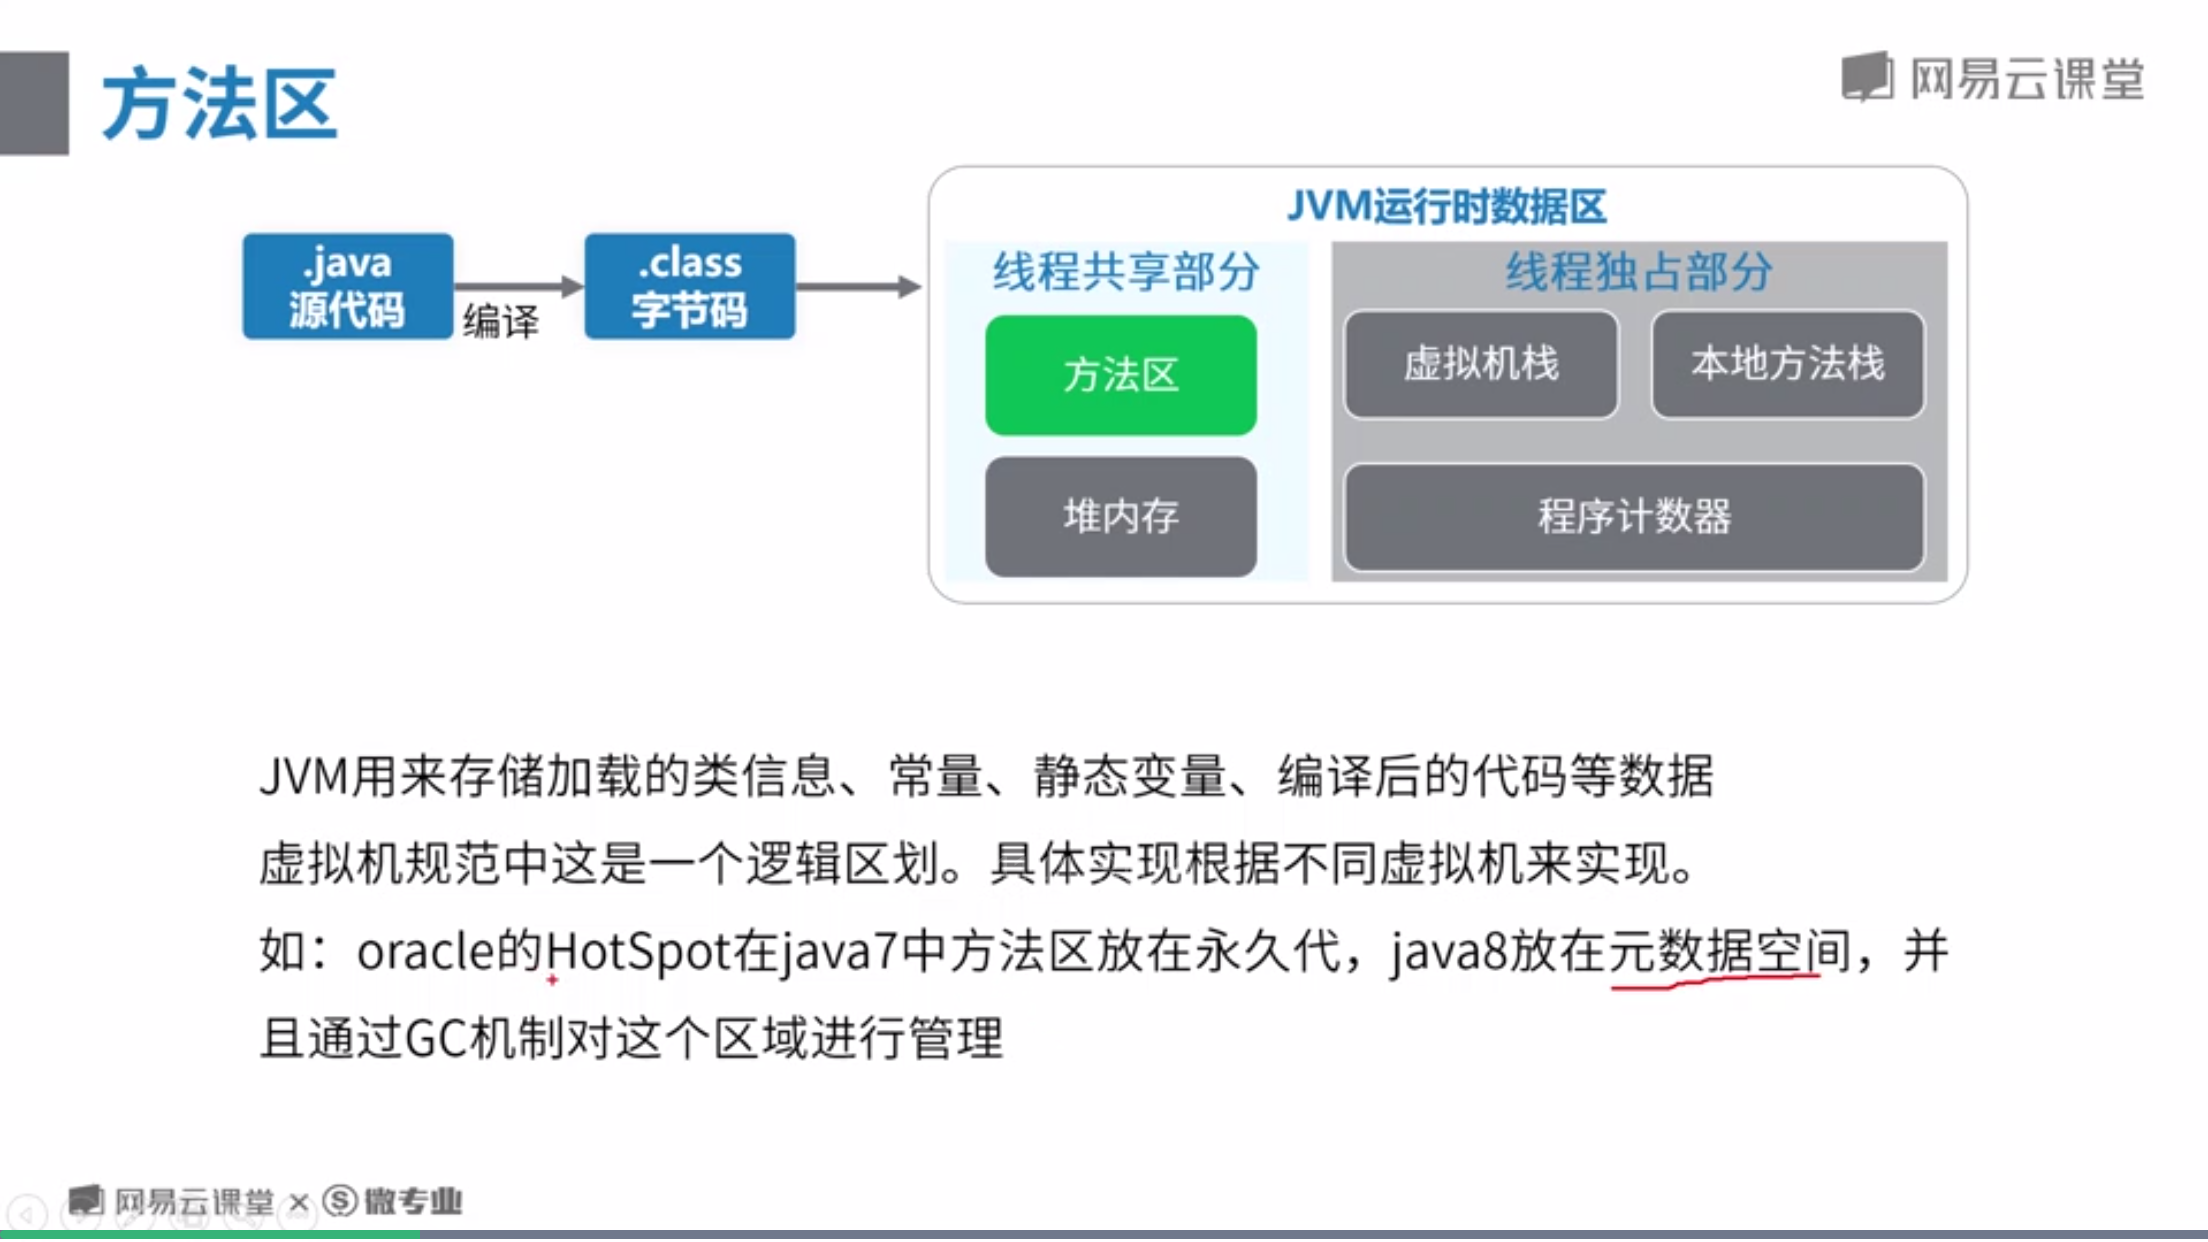 方法区
网易云课堂
JVM运行时数据区
.java
源代码
编译
.class
字节码
线程共享部分
方法区
堆内存
线程独占部分
虚拟机栈
本地方法栈
程序计数器
JVM用来存储加载的类信息、常量、静态变量、编译后的代码等数据
虚拟机规范中这是一个逻辑区划。具体实现根据不同虚拟机来实现。
如：oracle的HotSpot在java7中方法区放在永久代，java8放在元数据空间，并
且通过GC机制对这个区域进行管理
网易云课堂 × 微专业